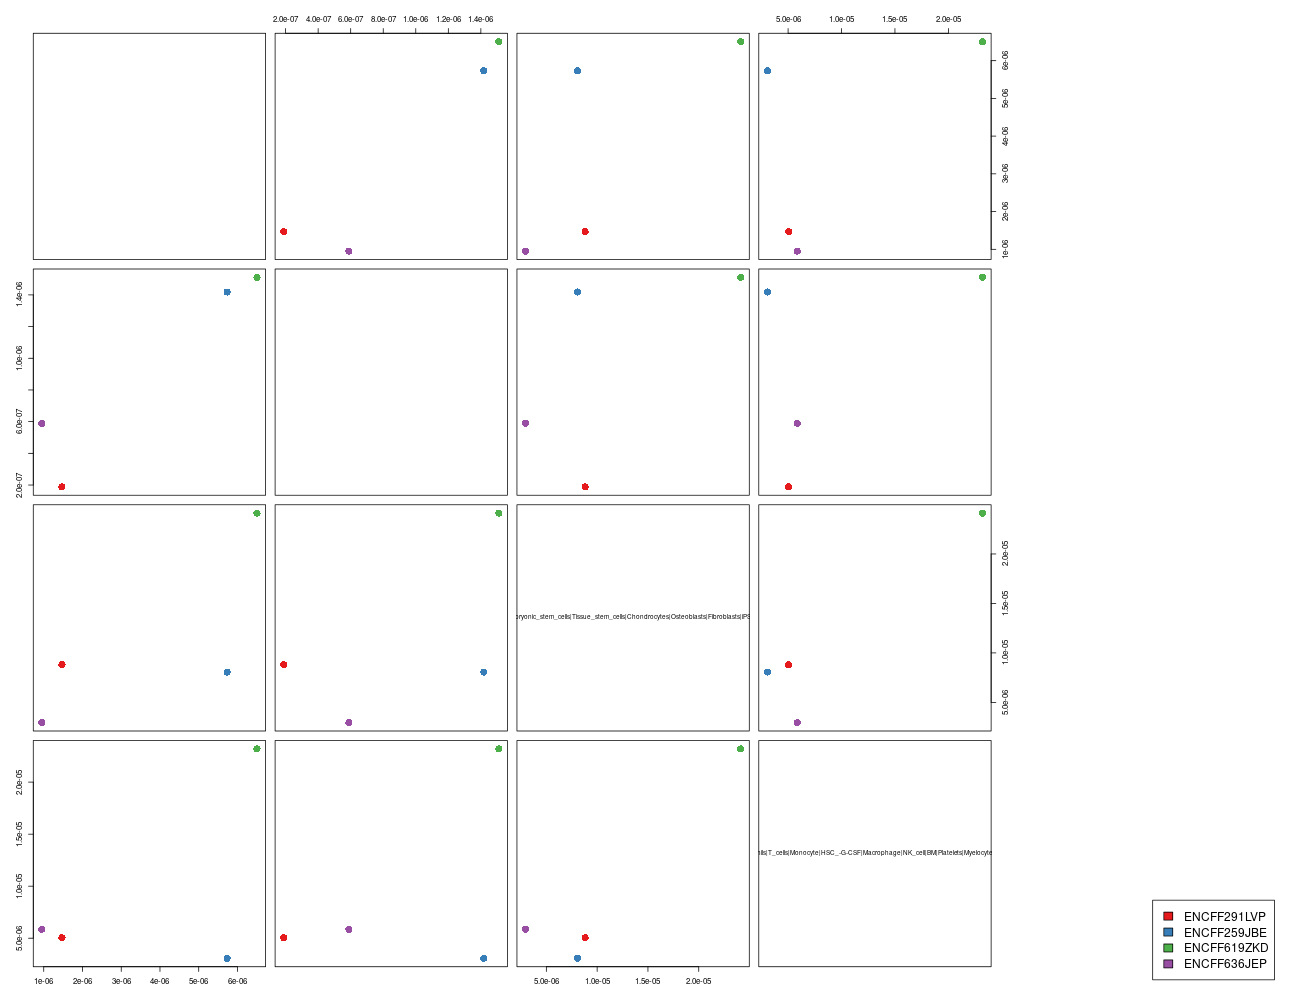 2.0e-07 4.0e-07 6.0e-07 8.0e-07 1.0e-06 1.2e-06 1.4e-06
5.0e-06 1.0e-05 1.5e-05 2.0e-05
1e-06 2e-06 3e-06 4e-06 5e-06 6e-06
2.0e-07 6.0e-07 1.0e-06 1.4e-06
5.0e-06 1.0e-05 1.5e-05 2.0e-05
ryonic_stem_cells|Tissue_stem_cells|Chondrocytes|Osteoblasts|Fibroblasts|iPS
5.0e-06 1.0e-05 1.5e-05 2.0e-05
ils|T_cells|Monocyte|HSC_-G-CSF|Macrophage|NK_cell|BM|Platelets|Myelocyte
1e-06 2e-06 3e-06 4e-06 5e-06 6e-06
5.0e-06 1.0e-05 1.5e-05 2.0e-05
ENCFF291LVP
ENCFF259JBE
ENCFF619ZKD
ENCFF636JEP